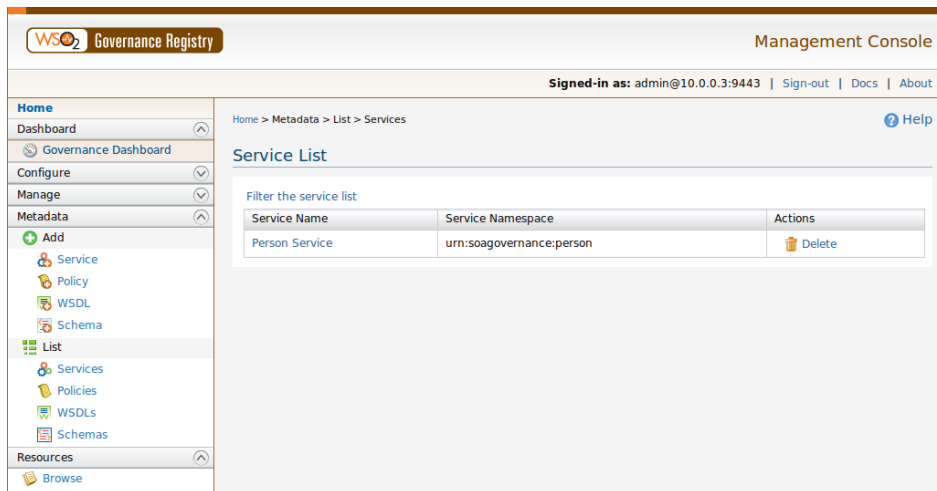 WSO2 Governance Registry
Management Console
Signed-in as: admin@10.0.0.3:9443 | Sign-out | Docs | About
Home
Dashboard
Governance Dashboard
Configure
Manage
Metadata
Add
Service
Policy
WSDL
Schema
List
Services
Policies
WSDLs
Schemas
Resources
Browse
Home > Metadata > List > Services
Help
Service List
Filter the service list
Service Name Service Namespace Actions
Person Service urn:soagovernance:person Delete